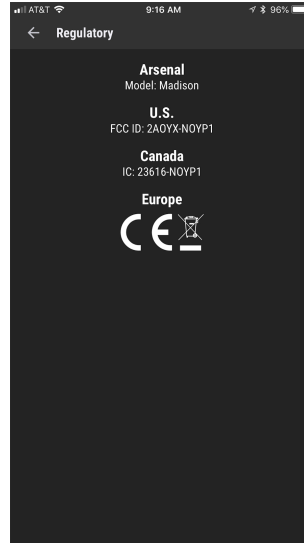 AT&T 9:16 AM 96%
Regulatory
Arsenal
Model: Madison
U.S.
FCC ID: 2AOYX-NOYP1
Canada
IC: 23616-NOYP1
Europe
CE